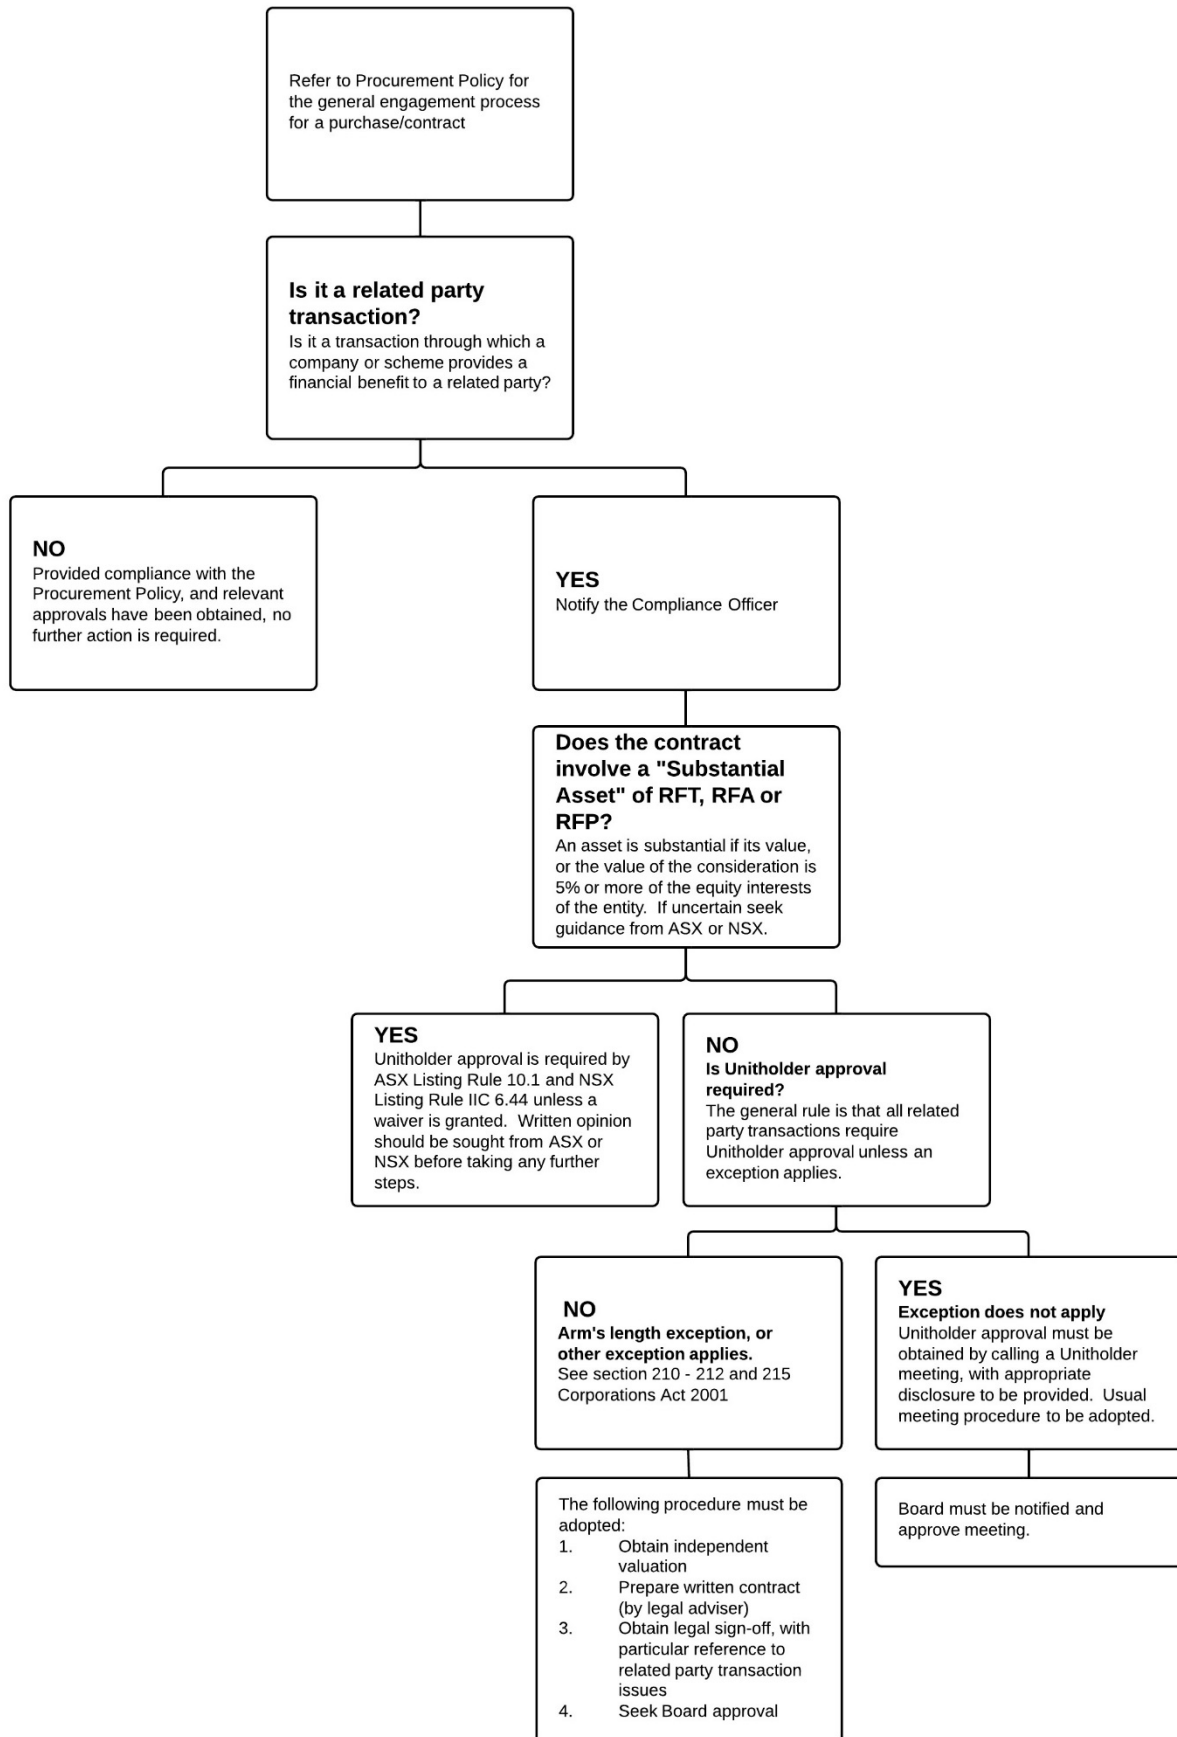 Refer to Procurement Policy for
the general engagement process
for a purchase/contract
Is it a related party
transaction?
Is it a transaction through which a
company or scheme provides a
financial benefit to a related party?
NO
Provided compliance with the
Procurement Policy, and relevant
approvals have been obtained, no
further action is required.
YES
Notify the Compliance Officer
Does the contract
involve a "Substantial
Asset" of RFT, RFA or
RFP?
An asset is substantial if its value,
or the value of the consideration is
5% or more of the equity interests
of the entity.  If uncertain seek
guidance from ASX or NSX.
YES
Unitholder approval is required by
ASX Listing Rule 10.1 and NSX
Listing Rule IIC 6.44 unless a
waiver is granted.  Written opinion
should be sought from ASX or
NSX before taking any further
steps.
NO
Is Unitholder approval
required?
The general rule is that all related
party transactions require
Unitholder approval unless an
exception applies.
NO
Arm's length exception, or
other exception applies.
See section 210 - 212 and 215
Corporations Act 2001
YES
Exception does not apply
Unitholder approval must be
obtained by calling a Unitholder
meeting, with appropriate
disclosure to be provided.  Usual
meeting procedure to be adopted.
The following procedure must be
adopted:
1. Obtain independent
valuation
2. Prepare written contract
(by legal adviser)
3. Obtain legal sign-off, with
particular reference to
related party transaction
issues
4. Seek Board approval
Board must be notified and
approve meeting.